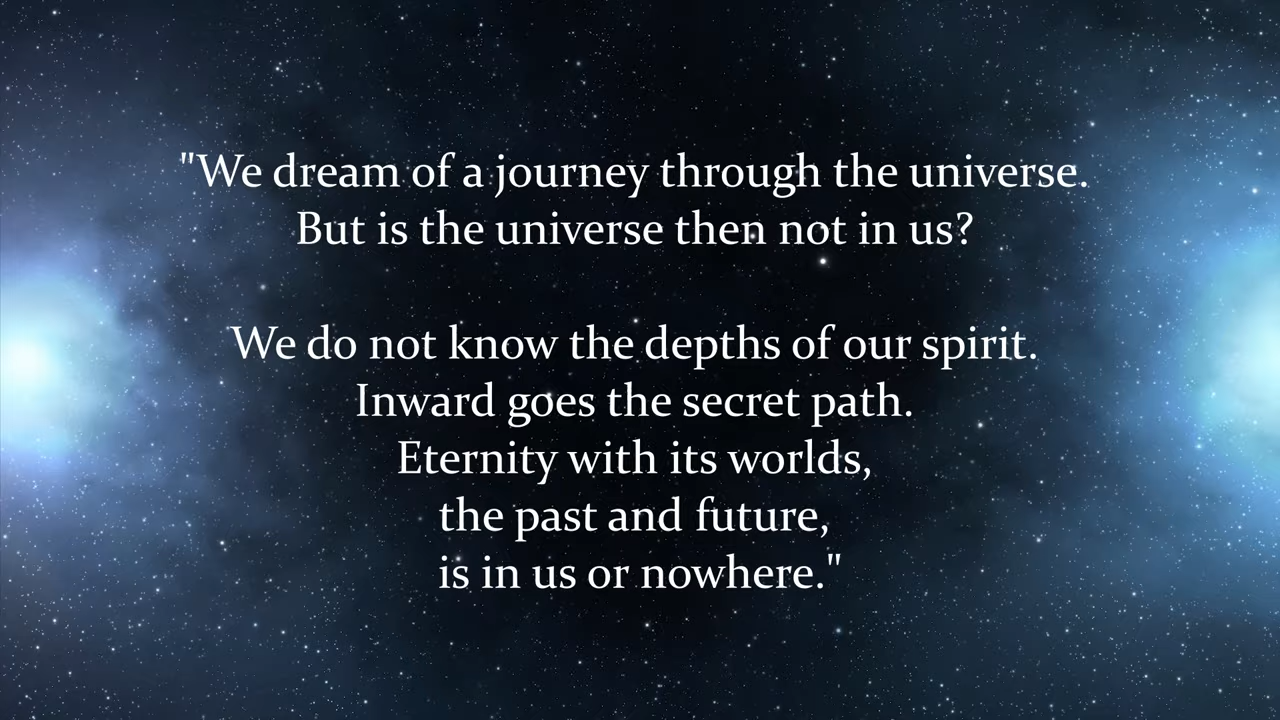 "We dream of a journey through the universe.
But is the universe then not in us?
We do not know the depths of our spirit.
Inward goes the secret path.
Eternity with its worlds,
the past and future,
is in us or nowhere."